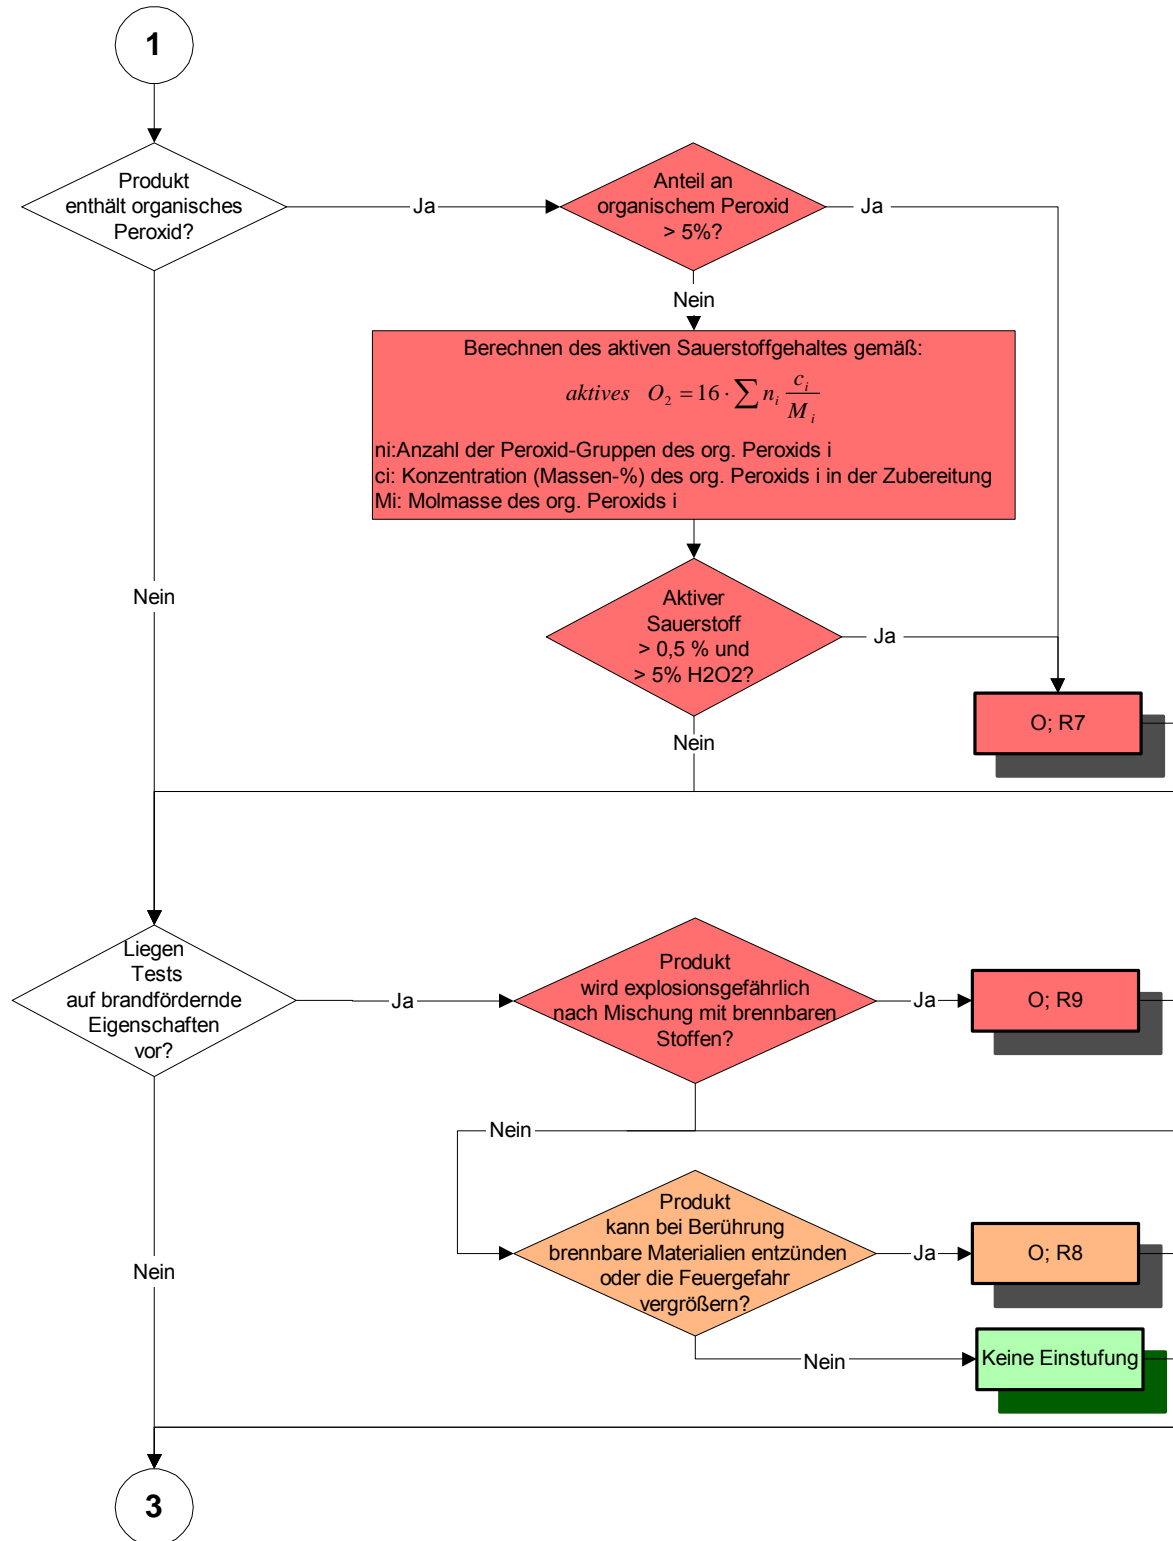 1
Produkt
enthält organisches
Peroxid?
Ja
Anteil an
organischem Peroxid
> 5%?
Ja
Nein
Berechnen des aktiven Sauerstoffgehaltes gemäß:
aktives O₂ = 16 · ∑ nᵢ cᵢ / Mᵢ
ni:Anzahl der Peroxid-Gruppen des org. Peroxids i
ci: Konzentration (Massen-%) des org. Peroxids i in der Zubereitung
Mi: Molmasse des org. Peroxids i
Nein
Aktiver
Sauerstoff
> 0,5 % und
> 5% H2O2?
Ja
O; R7
Nein
Liegen
Tests
auf brandfördernde
Eigenschaften
vor?
Ja
Produkt
wird explosionsgefährlich
nach Mischung mit brennbaren
Stoffen?
Ja
O; R9
Nein
Produkt
kann bei Berührung
brennbare Materialien entzünden
oder die Feuergefahr
vergrößern?
Ja
O; R8
Nein
Nein
Keine Einstufung
3